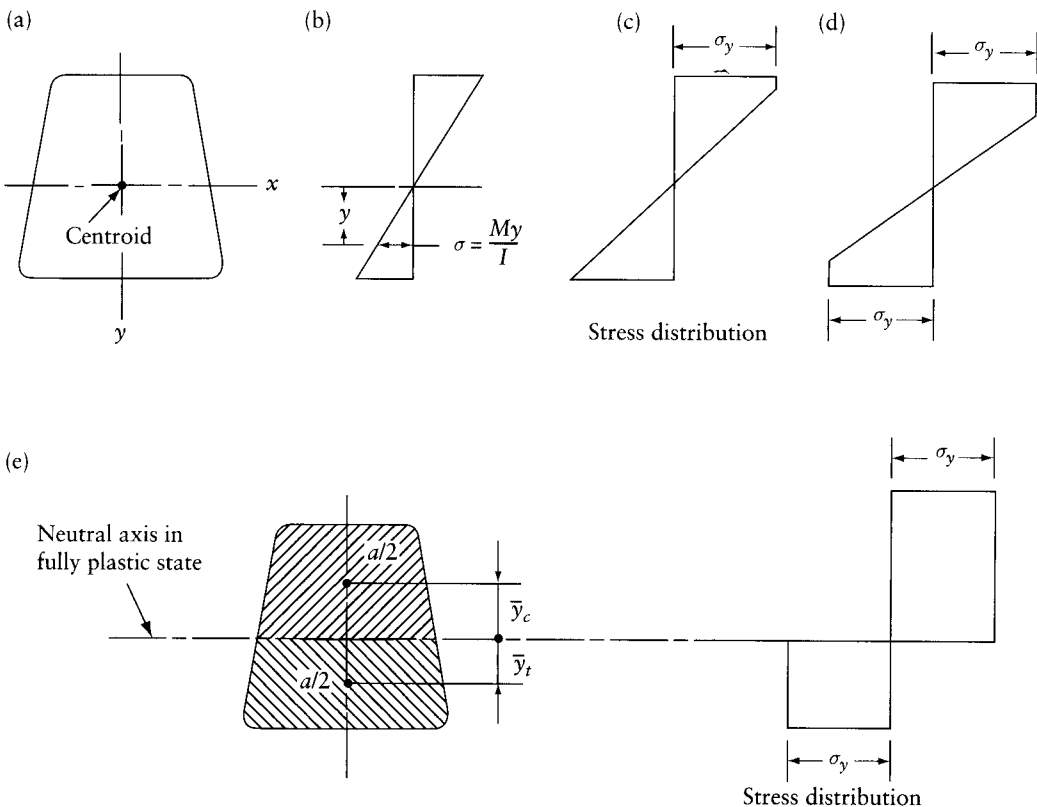 (a)
(b)
(c)
(d)
σy
σy
x
Centroid
y
y
σ = My/I
σy
Stress distribution
(e)
σy
Neutral axis in
fully plastic state
a/2
ȳc
ȳt
a/2
σy
Stress distribution